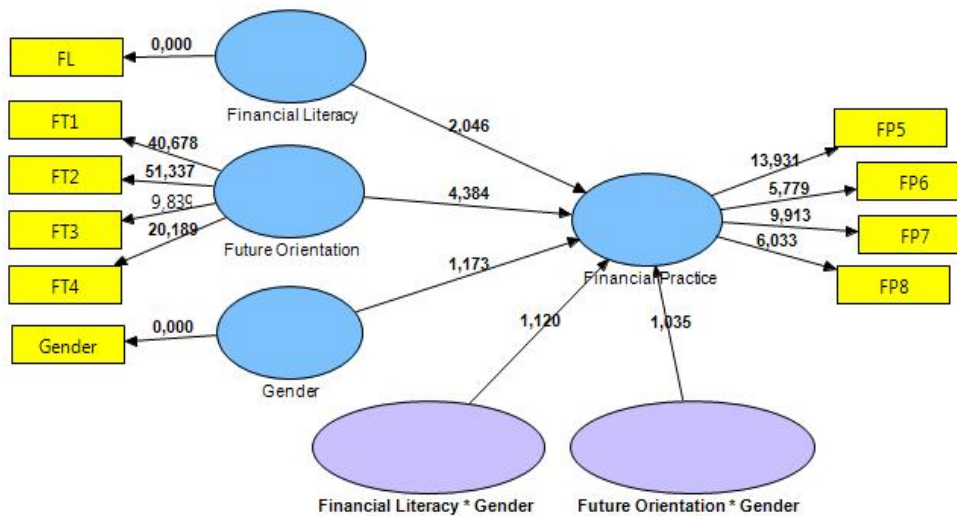 FL
0,000
Financial Literacy
FT1
40,678
FT2
51,337
FT3
9,839
FT4
20,189
Future Orientation
Gender
0,000
Gender
2,046
4,384
1,173
1,120
1,035
Financial Practice
13,931
FP5
5,779
FP6
9,913
FP7
6,033
FP8
Financial Literacy * Gender
Future Orientation * Gender